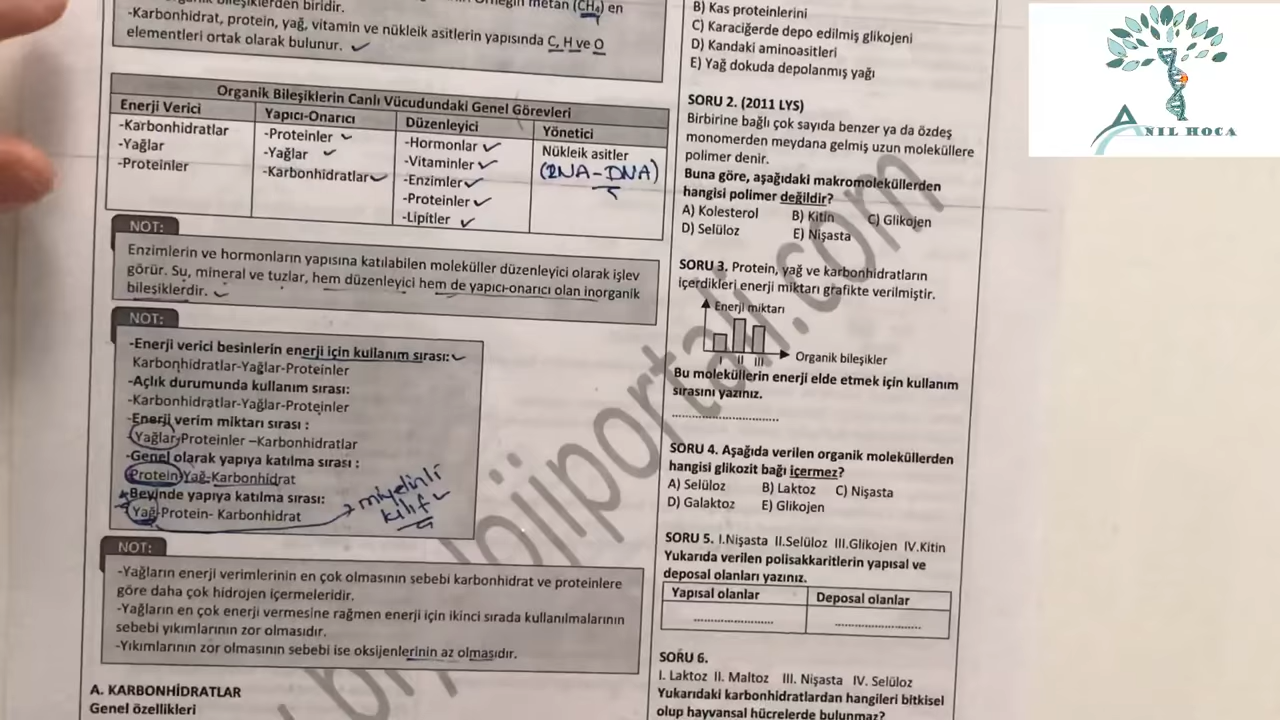 bileşiklerden biridir.
Örneğin metan (CH₄) en
-Karbonhidrat, protein, yağ, vitamin ve nükleik asitlerin yapısında C, H ve O
elementleri ortak olarak bulunur.
Organik Bileşiklerin Canlı Vücudundaki Genel Görevleri
Enerji Verici
-Karbonhidratlar
-Yağlar
-Proteinler
Yapıcı-Onarıcı
-Proteinler
-Yağlar
-Karbonhidratlar
Düzenleyici
-Hormonlar
-Vitaminler
-Enzimler
-Proteinler
-Lipitler
Yönetici
Nükleik asitler
(RNA-DNA)
NOT:
Enzimlerin ve hormonların yapısına katılabilen moleküller düzenleyici olarak işlev
görür. Su, mineral ve tuzlar, hem düzenleyici hem de yapıcı-onarıcı olan inorganik
bileşiklerdir.
NOT:
-Enerji verici besinlerin enerji için kullanım sırası:
Karbonhidratlar-Yağlar-Proteinler
-Açlık durumunda kullanım sırası:
-Karbonhidratlar-Yağlar-Proteinler
-Enerji verim miktarı sırası :
-Yağlar-Proteinler –Karbonhidratlar
-Genel olarak yapıya katılma sırası :
Protein-Yağ-Karbonhidrat
-Beyinde yapıya katılma sırası:
Yağ-Protein- Karbonhidrat
miyelinli
kılıf
NOT:
-Yağların enerji verimlerinin en çok olmasının sebebi karbonhidrat ve proteinlere
göre daha çok hidrojen içermeleridir.
-Yağların en çok enerji vermesine rağmen enerji için ikinci sırada kullanılmalarının
sebebi yıkımlarının zor olmasıdır.
-Yıkımlarının zor olmasının sebebi ise oksijenlerinin az olmasıdır.
A. KARBONHİDRATLAR
Genel özellikleri
B) Kas proteinlerini
C) Karaciğerde depo edilmiş glikojeni
D) Kandaki aminoasitleri
E) Yağ dokuda depolanmış yağı
SORU 2. (2011 LYS)
Birbirine bağlı çok sayıda benzer ya da özdeş
monomerden meydana gelmiş uzun moleküllere
polimer denir.
Buna göre, aşağıdaki makromoleküllerden
hangisi polimer değildir?
A) Kolesterol B) Kitin C) Glikojen
D) Selüloz E) Nişasta
SORU 3. Protein, yağ ve karbonhidratların
içerdikleri enerji miktarı grafikte verilmiştir.
Enerji miktarı
I II III
Organik bileşikler
Bu moleküllerin enerji elde etmek için kullanım
sırasını yazınız.
................................
SORU 4. Aşağıda verilen organik moleküllerden
hangisi glikozit bağı içermez?
A) Selüloz B) Laktoz C) Nişasta
D) Galaktoz E) Glikojen
SORU 5. I.Nişasta II.Selüloz III.Glikojen IV.Kitin
Yukarıda verilen polisakkaritlerin yapısal ve
deposal olanları yazınız.
Yapısal olanlar Deposal olanlar
........................ ..........................
SORU 6.
I. Laktoz II. Maltoz III. Nişasta IV. Selüloz
Yukarıdaki karbonhidratlardan hangileri bitkisel
olup hayvansal hücrelerde bulunmaz?
ANIL HOCA